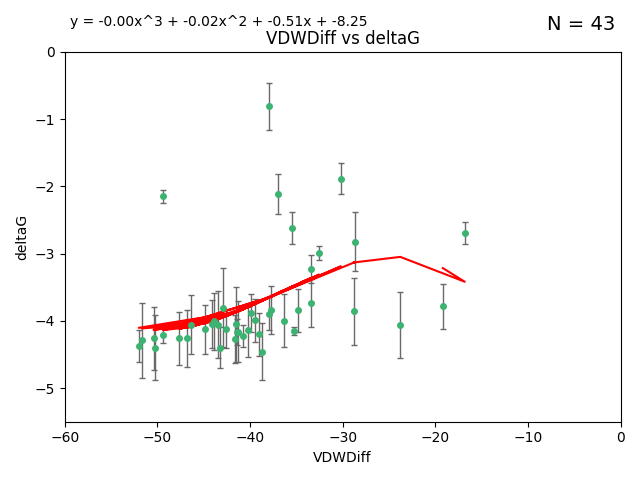 y = -0.00x^3 + -0.02x^2 + -0.51x + -8.25
N = 43
VDWDiff vs deltaG
0
−1
−2
−3
−4
−5
deltaG
−60 −50 −40 −30 −20 −10 0
VDWDiff